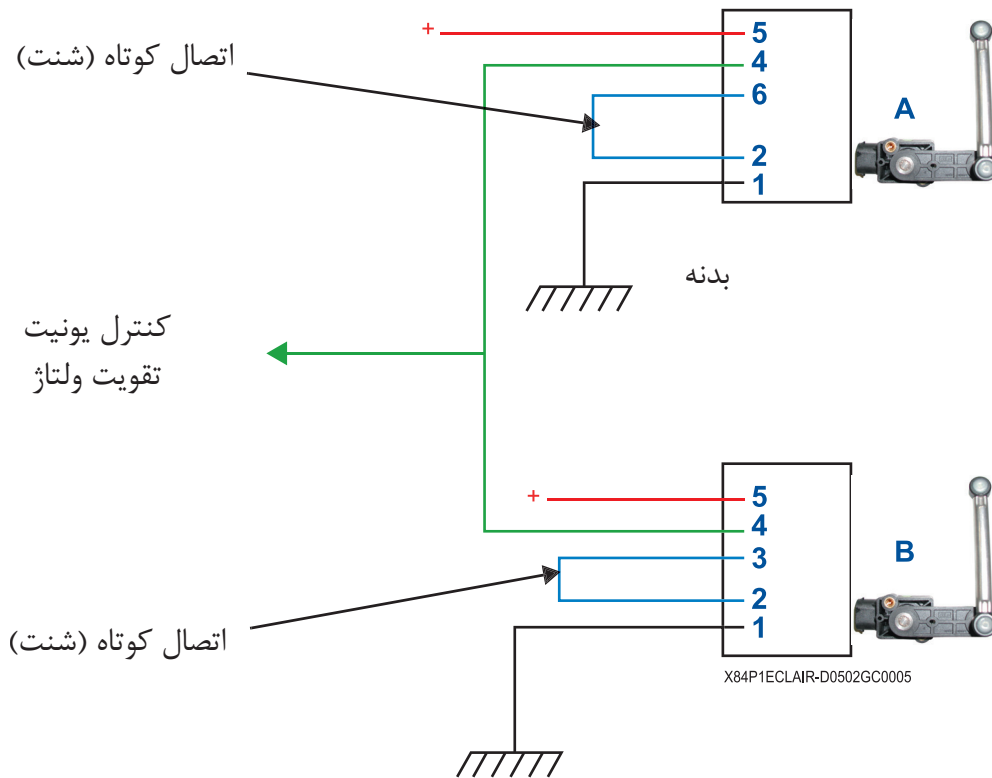 +
5
اتصال کوتاه (شنت)
4
6
A
2
1
بدنه
کنترل یونیت
تقویت ولتاژ
+
5
4
3
B
2
1
اتصال کوتاه (شنت)
X84P1ECLAIR-D0502GC0005